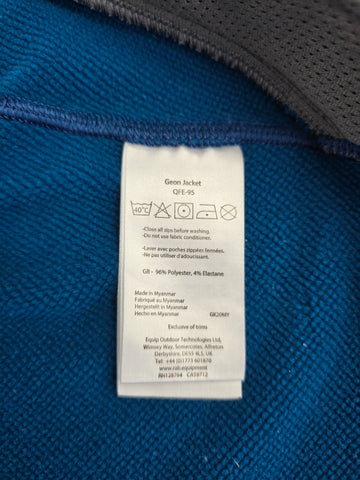 Geon Jacket
QFE-95
40°C
-Close all zips before washing.
-Do not use fabric conditioner.
-Laver avec poches zippées fermées.
-Ne pas utiliser d'adoucissant.
GB - 96% Polyester, 4% Elastane
Made in Myanmar
Fabriqué au Myanmar
Hergestellt in Myanmar
Hecho en Myanmar GK20MY
Exclusive of trims
Equip Outdoor Technologies Ltd,
Wimsey Way, Somercotes, Alfreton
Derbyshire, DE55 4LS, UK.
Tel: +44 (0)1773 601870
www.rab.equipment
RN128764 CA59712